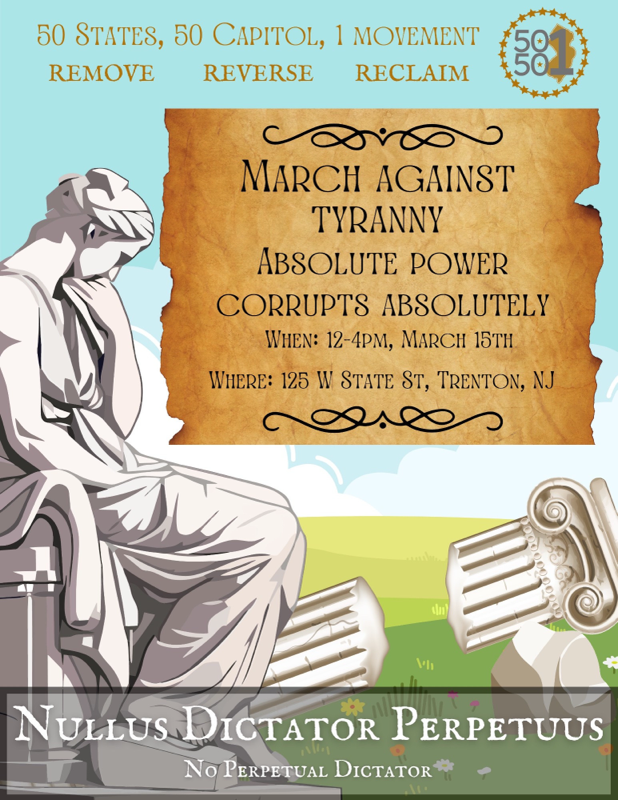 50 States, 50 Capitol, 1 movement
REMOVE REVERSE RECLAIM
50
50
1
March against
tyranny
Absolute power
corrupts absolutely
When: 12-4pm, March 15th
Where: 125 W State St, Trenton, NJ
Nullus Dictator Perpetuus
No Perpetual Dictator